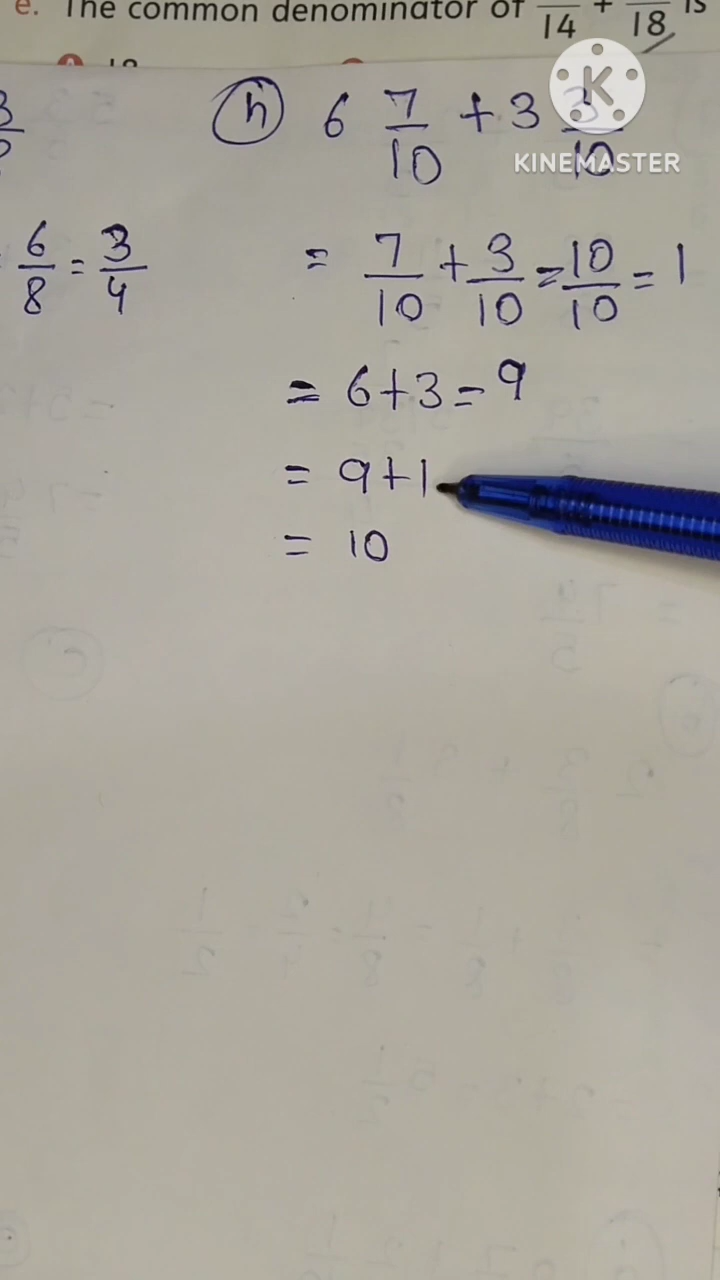 e. The common denominator of /14 + /18 is
(h) 6 7/10 + 3 3/10
KINEMASTER
6/8 = 3/4
= 7/10 + 3/10 = 10/10 = 1
= 6+3 = 9
= 9+1
= 10